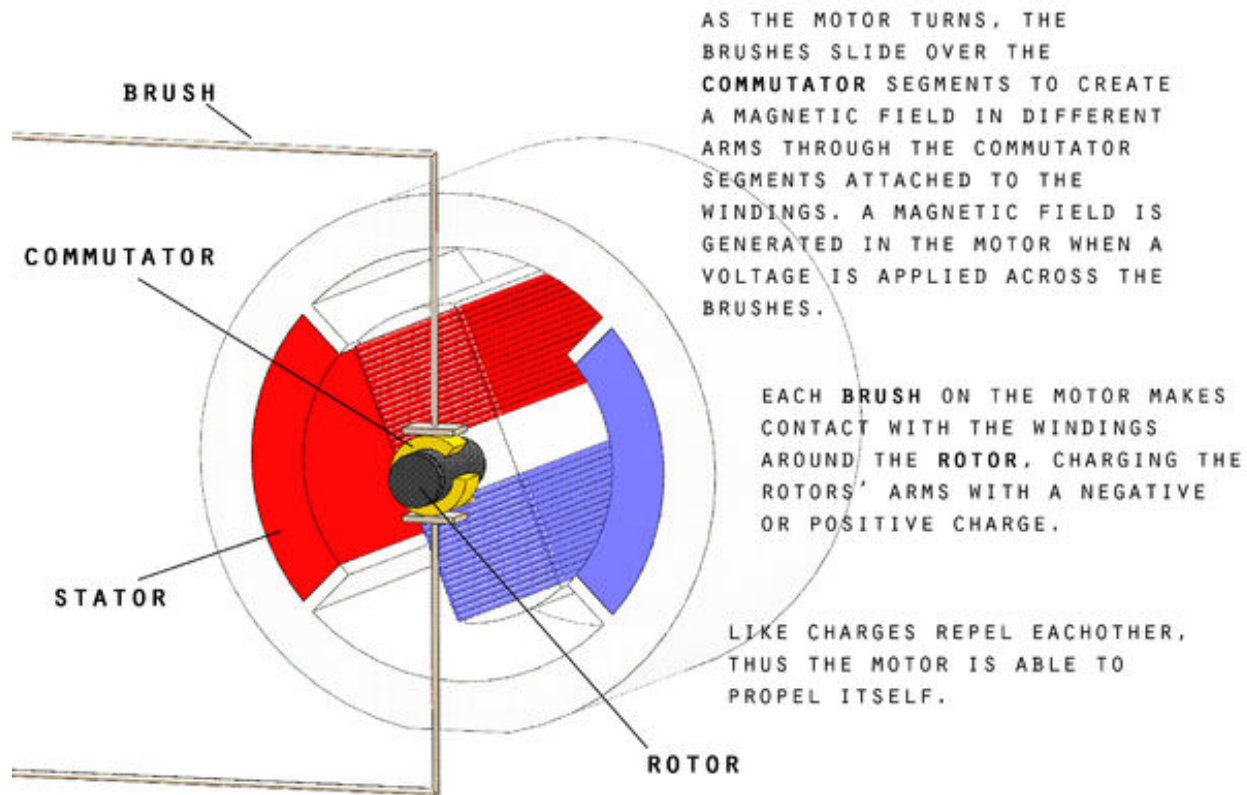 AS THE MOTOR TURNS, THE
BRUSHES SLIDE OVER THE
COMMUTATOR SEGMENTS TO CREATE
A MAGNETIC FIELD IN DIFFERENT
ARMS THROUGH THE COMMUTATOR
SEGMENTS ATTACHED TO THE
WINDINGS. A MAGNETIC FIELD IS
GENERATED IN THE MOTOR WHEN A
VOLTAGE IS APPLIED ACROSS THE
BRUSHES.
BRUSH
COMMUTATOR
EACH BRUSH ON THE MOTOR MAKES
CONTACT WITH THE WINDINGS
AROUND THE ROTOR, CHARGING THE
ROTORS' ARMS WITH A NEGATIVE
OR POSITIVE CHARGE.
STATOR
LIKE CHARGES REPEL EACHOTHER,
THUS THE MOTOR IS ABLE TO
PROPEL ITSELF.
ROTOR